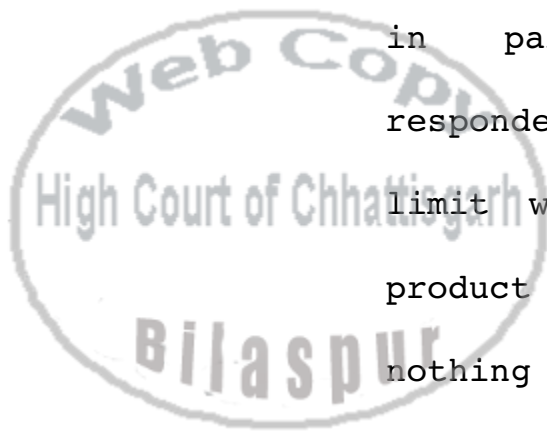 in pa
responde
limit w
product
nothing
Web Copy
High Court of Chhattisgarh
Bilaspur